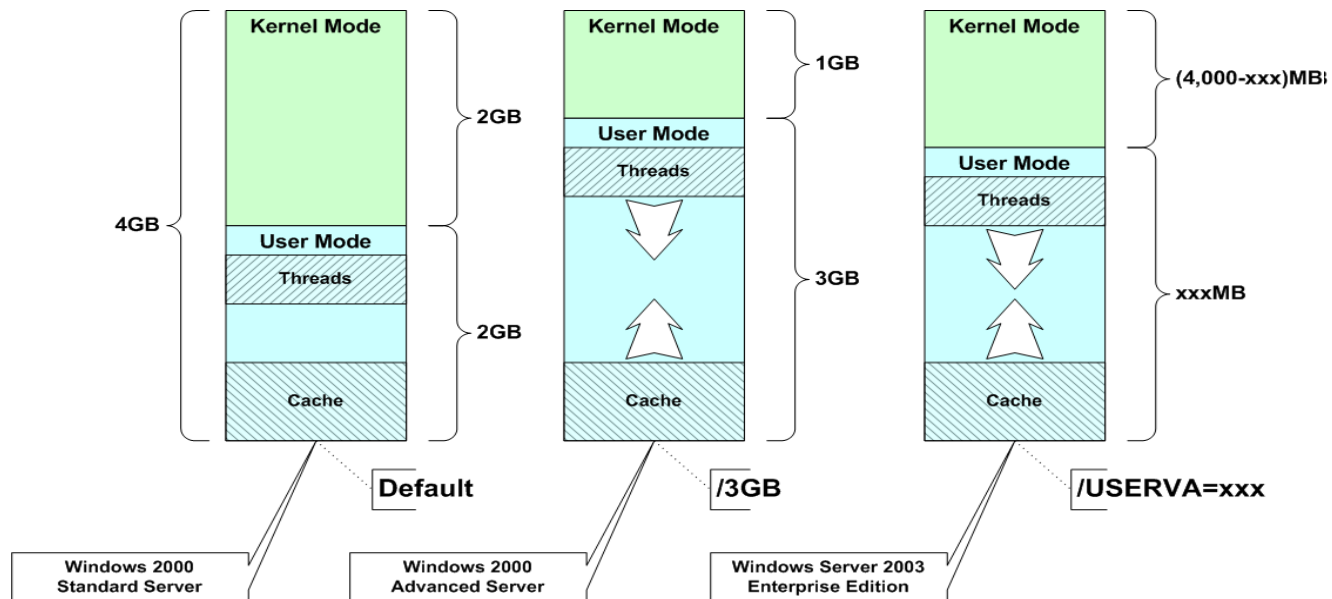 4GB
Kernel Mode
User Mode
Threads
Cache
2GB
2GB
Default
Windows 2000
Standard Server
Kernel Mode
User Mode
Threads
Cache
1GB
3GB
/3GB
Windows 2000
Advanced Server
Kernel Mode
User Mode
Threads
Cache
(4,000-xxx)MB
xxxMB
/USERVA=xxx
Windows Server 2003
Enterprise Edition